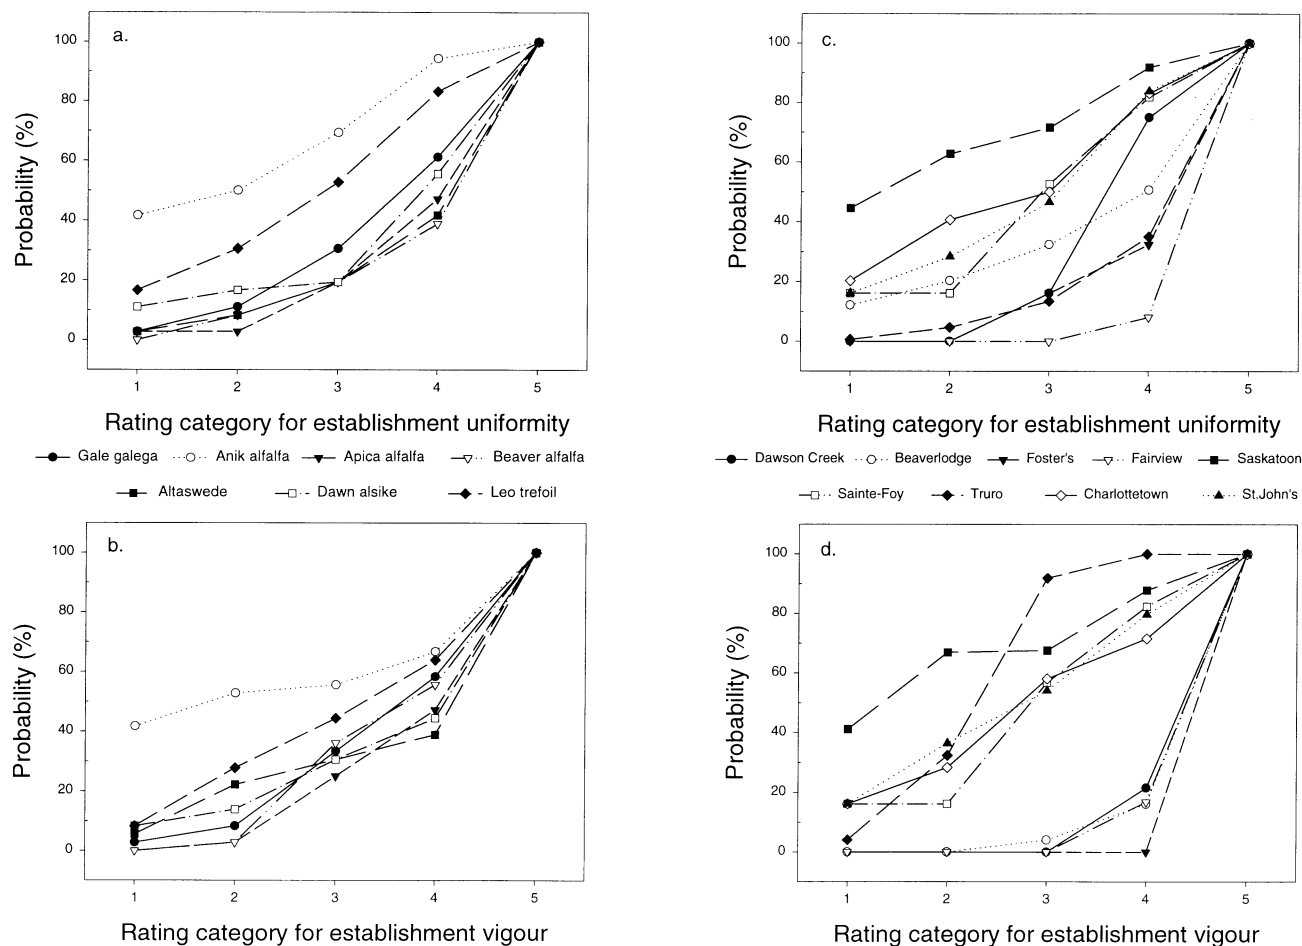 a.
100
80
60
40
20
0
Probability (%)
1 2 3 4 5
Rating category for establishment uniformity
Gale galega Anik alfalfa Apica alfalfa Beaver alfalfa
Altaswede Dawn alsike Leo trefoil
b.
100
80
60
40
20
0
Probability (%)
1 2 3 4 5
Rating category for establishment vigour
c.
100
80
60
40
20
0
Probability (%)
1 2 3 4 5
Rating category for establishment uniformity
Dawson Creek Beaverlodge Foster's Fairview Saskatoon
Sainte-Foy Truro Charlottetown St.John's
d.
100
80
60
40
20
0
Probability (%)
1 2 3 4 5
Rating category for establishment vigour